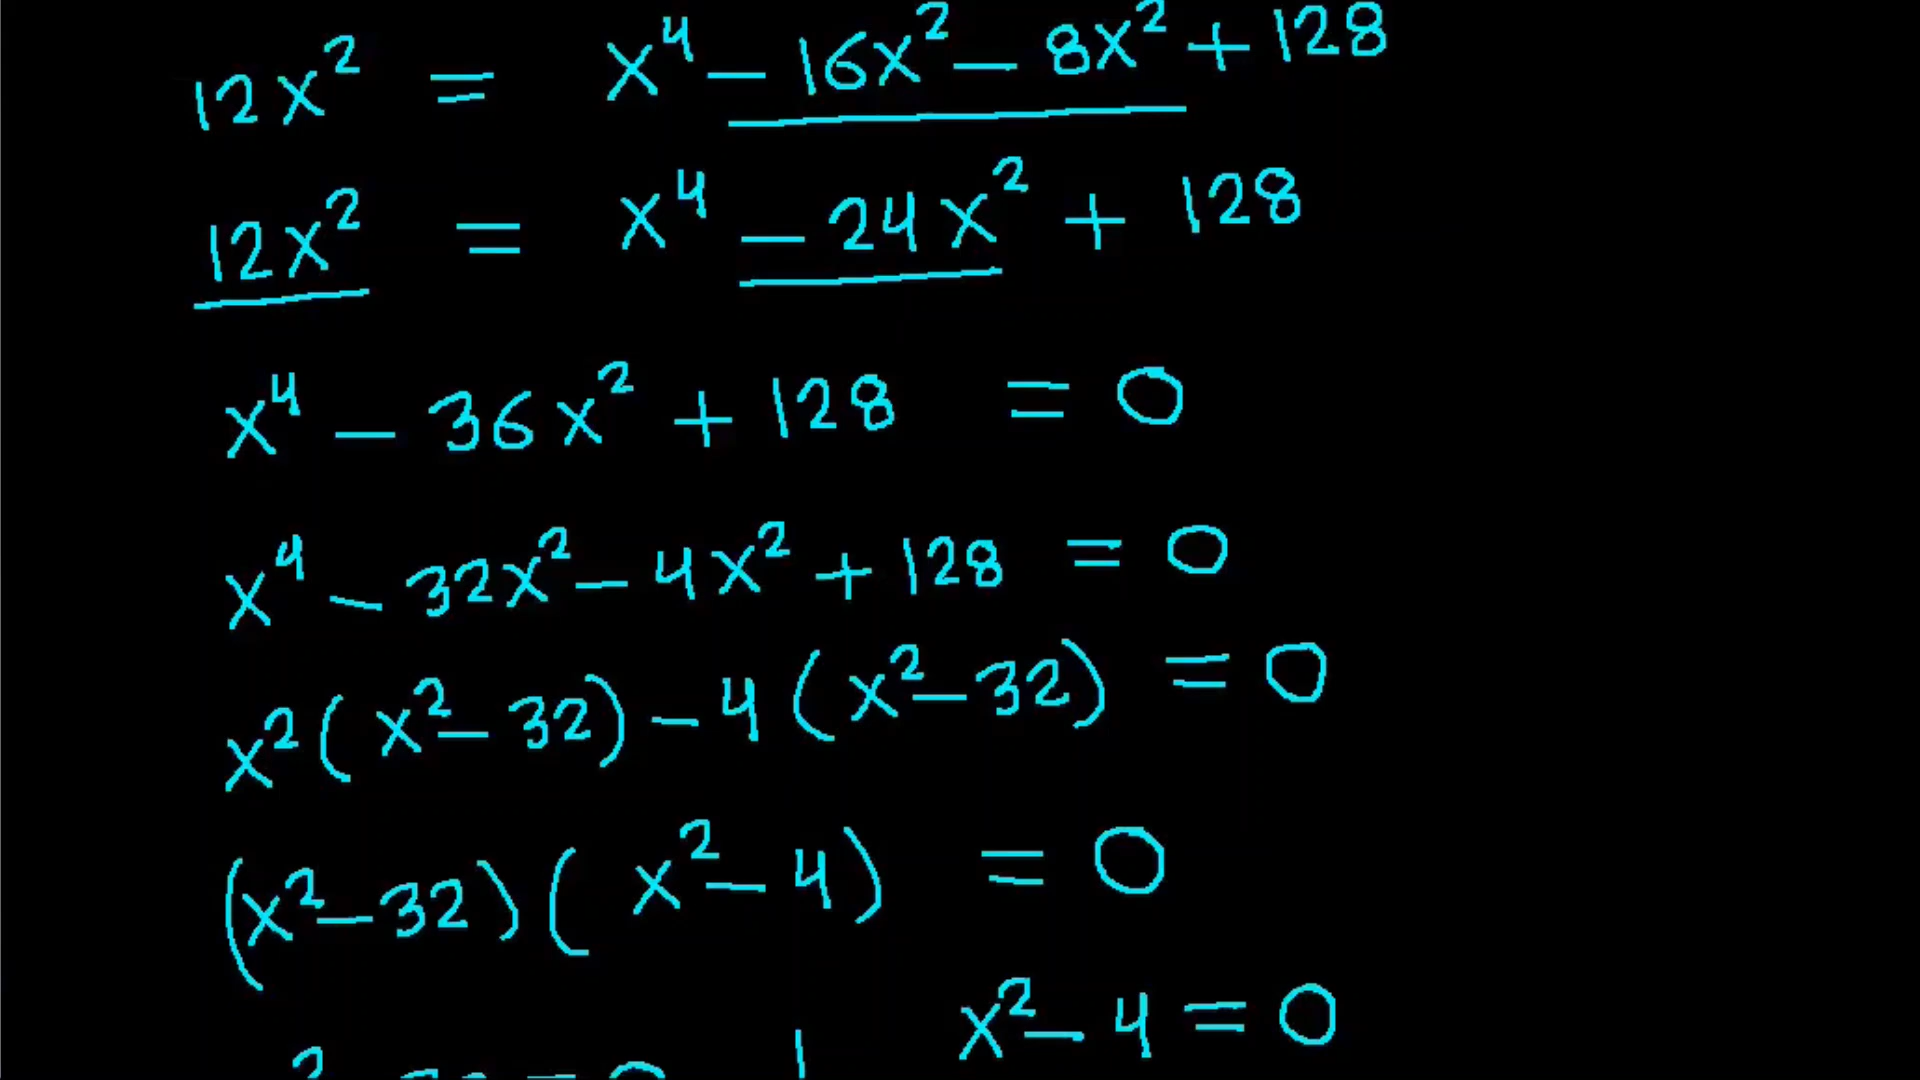 12x² = x⁴ - 16x² - 8x² + 128
12x² = x⁴ - 24x² + 128
x⁴ - 36x² + 128 = 0
x⁴ - 32x² - 4x² + 128 = 0
x²(x² - 32) - 4(x² - 32) = 0
(x² - 32)(x² - 4) = 0
x² - 4 = 0